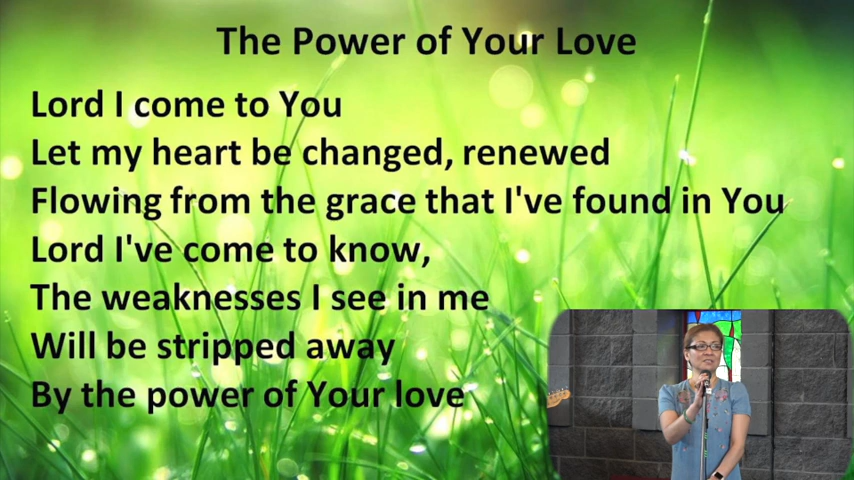 The Power of Your Love
Lord I come to You
Let my heart be changed, renewed
Flowing from the grace that I've found in You
Lord I've come to know,
The weaknesses I see in me
Will be stripped away
By the power of Your love